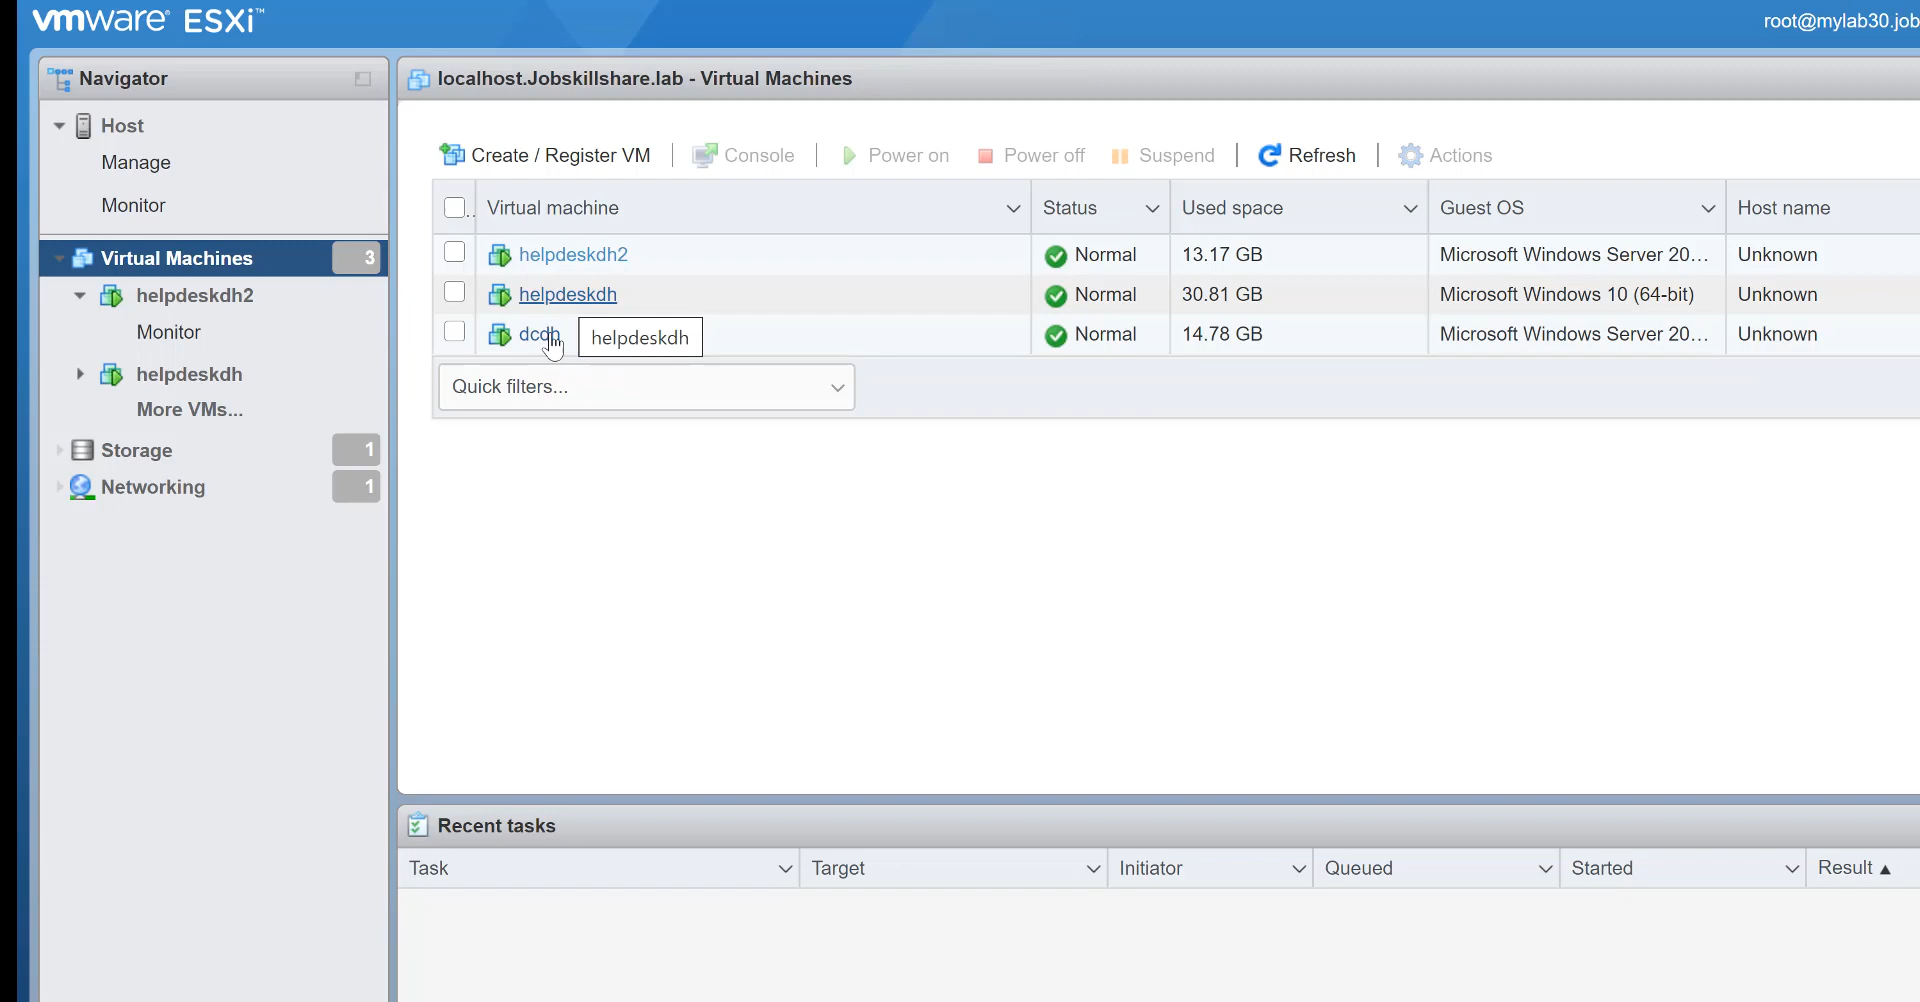 vmware® ESXi™
root@mylab30.job
Navigator
Host
Manage
Monitor
Virtual Machines 3
helpdeskdh2
Monitor
helpdeskdh
More VMs...
Storage 1
Networking 1
localhost.Jobskillshare.lab - Virtual Machines
Create / Register VM | Console | Power on Power off Suspend | Refresh | Actions
Virtual machine Status Used space Guest OS Host name
helpdeskdh2 Normal 13.17 GB Microsoft Windows Server 20... Unknown
helpdeskdh Normal 30.81 GB Microsoft Windows 10 (64-bit) Unknown
dcdh Normal 14.78 GB Microsoft Windows Server 20... Unknown
helpdeskdh
Quick filters...
Recent tasks
Task Target Initiator Queued Started Result ▲